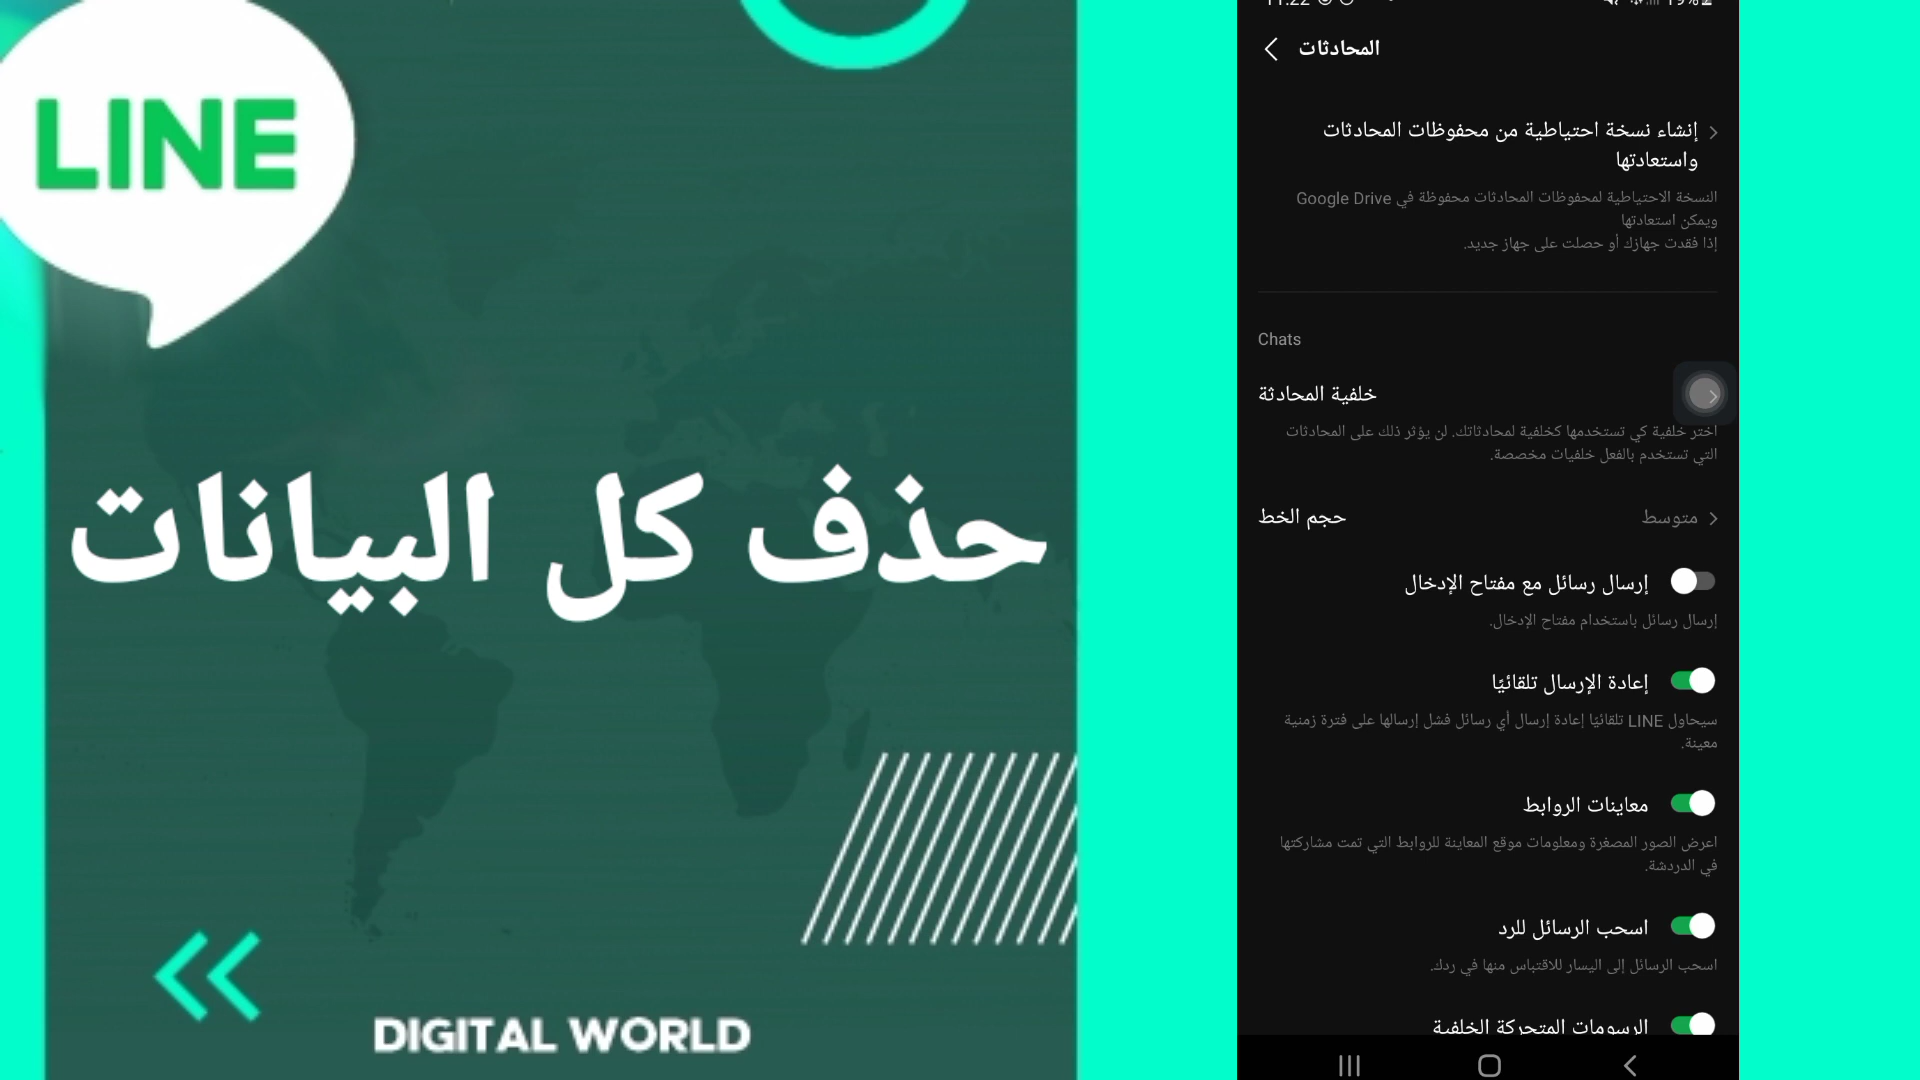 LINE
حذف كل البيانات
DIGITAL WORLD
المحادثات
إنشاء نسخة احتياطية من محفوظات المحادثات
واستعادتها
النسخة الاحتياطية لمحفوظات المحادثات محفوظة في Google Drive
ويمكن استعادتها
إذا فقدت جهازك أو حصلت على جهاز جديد.
Chats
خلفية المحادثة
اختر خلفية كي تستخدمها كخلفية لمحادثاتك. لن يؤثر ذلك على المحادثات
التي تستخدم بالفعل خلفيات مخصصة.
حجم الخط
متوسط
إرسال رسائل مع مفتاح الإدخال
إرسال رسائل باستخدام مفتاح الإدخال.
إعادة الإرسال تلقائيًا
سيحاول LINE تلقائيًا إعادة إرسال أي رسائل فشل إرسالها على فترة زمنية
معينة.
معاينات الروابط
اعرض الصور المصغرة ومعلومات موقع المعاينة للروابط التي تمت مشاركتها
في الدردشة.
اسحب الرسائل للرد
اسحب الرسائل إلى اليسار للاقتباس منها في ردك.
الرسومات المتحركة الخلفية